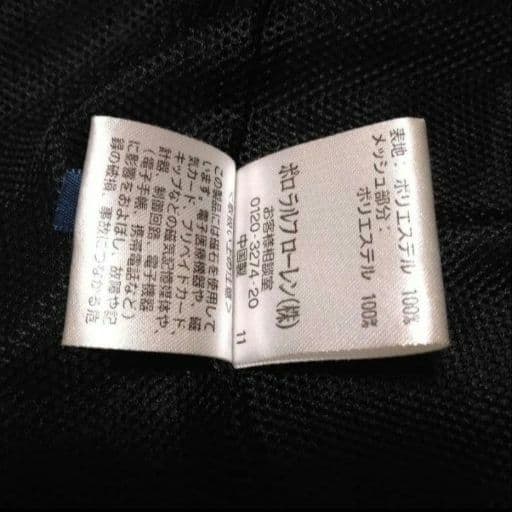 表地： ポリエステル 100%
メッシュ部分：
ポリエステル 100%
ポロ ラルフ ローレン(株)
お客様相談室
0120-3274-20
中国製
11
この製品には磁石を使用して
します。電子医療機器や、磁
気カード、プリペイドカード、
キップなどの磁気記憶媒体や
計器、制御回路、電子機器
(電子手帳、携帯電話など)
に影響をおよぼし、故障や記
録の破損、事故につながる危